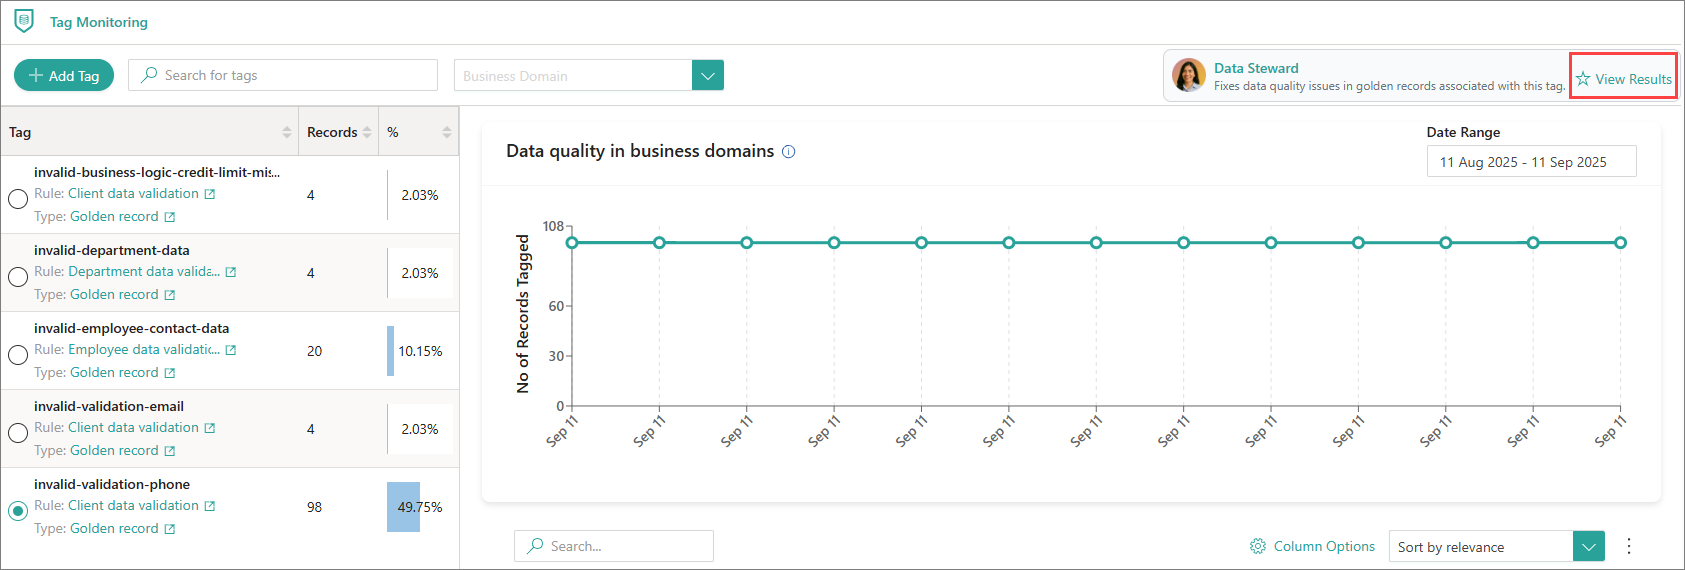 Tag Monitoring
Add Tag
Search for tags
Business Domain
Data Steward
Fixes data quality issues in golden records associated with this tag.
View Results
Tag
Records
%
invalid-business-logic-credit-limit-mis...
Rule: Client data validation
Type: Golden record
4
2.03%
invalid-department-data
Rule: Department data valida...
Type: Golden record
4
2.03%
invalid-employee-contact-data
Rule: Employee data validatic...
Type: Golden record
20
10.15%
invalid-validation-email
Rule: Client data validation
Type: Golden record
4
2.03%
invalid-validation-phone
Rule: Client data validation
Type: Golden record
98
49.75%
Data quality in business domains
Date Range
11 Aug 2025 - 11 Sep 2025
No of Records Tagged
108
60
30
0
Sep 11
Sep 11
Sep 11
Sep 11
Sep 11
Sep 11
Sep 11
Sep 11
Sep 11
Sep 11
Sep 11
Sep 11
Sep 11
Search...
Column Options
Sort by relevance